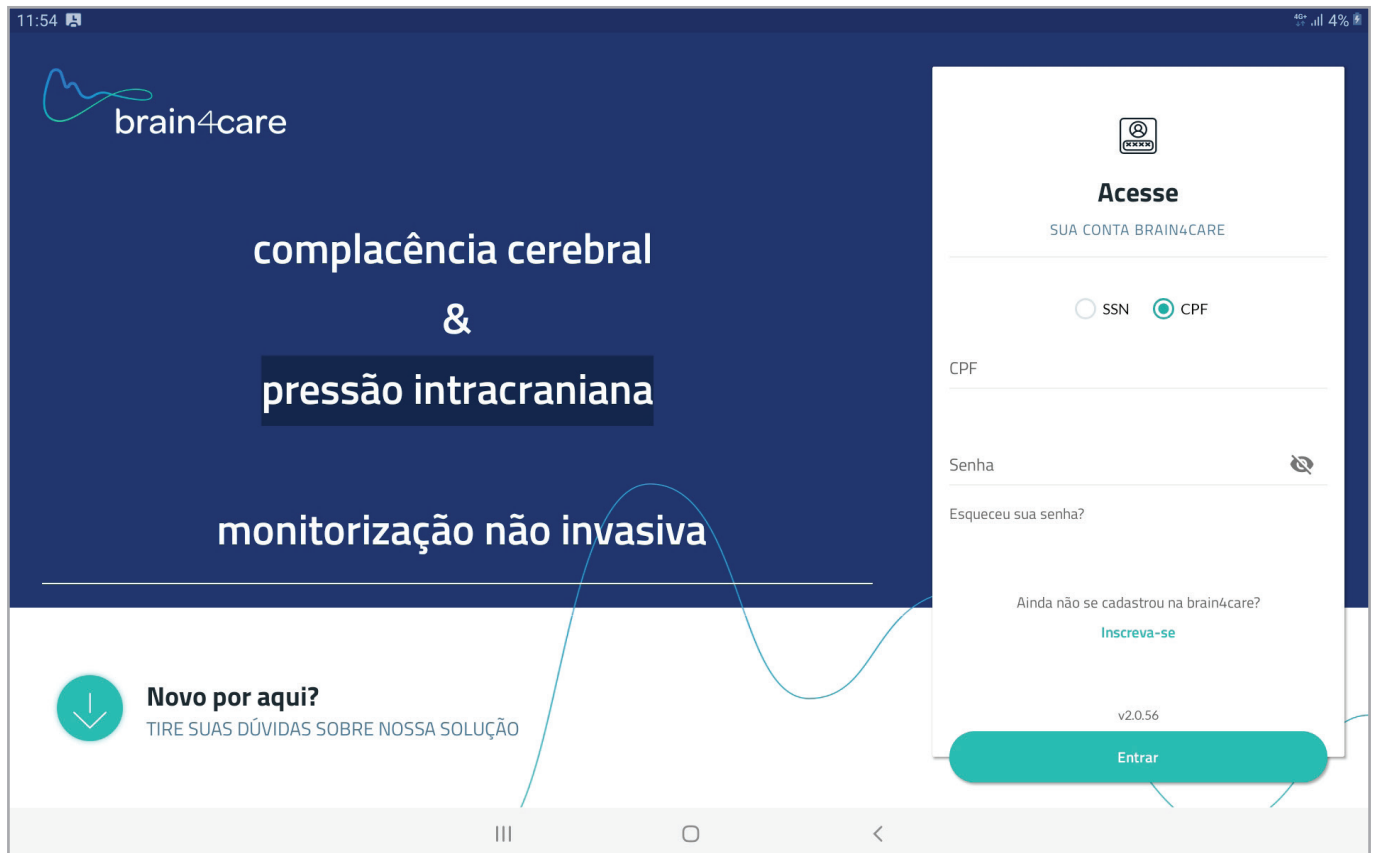 11:54
4G+ 4%
brain4care
complacência cerebral
&
pressão intracraniana
monitorização não invasiva
Novo por aqui?
TIRE SUAS DÚVIDAS SOBRE NOSSA SOLUÇÃO
xxxx
Acesse
SUA CONTA BRAIN4CARE
SSN CPF
CPF
Senha
Esqueceu sua senha?
Ainda não se cadastrou na brain4care?
Inscreva-se
v2.0.56
Entrar